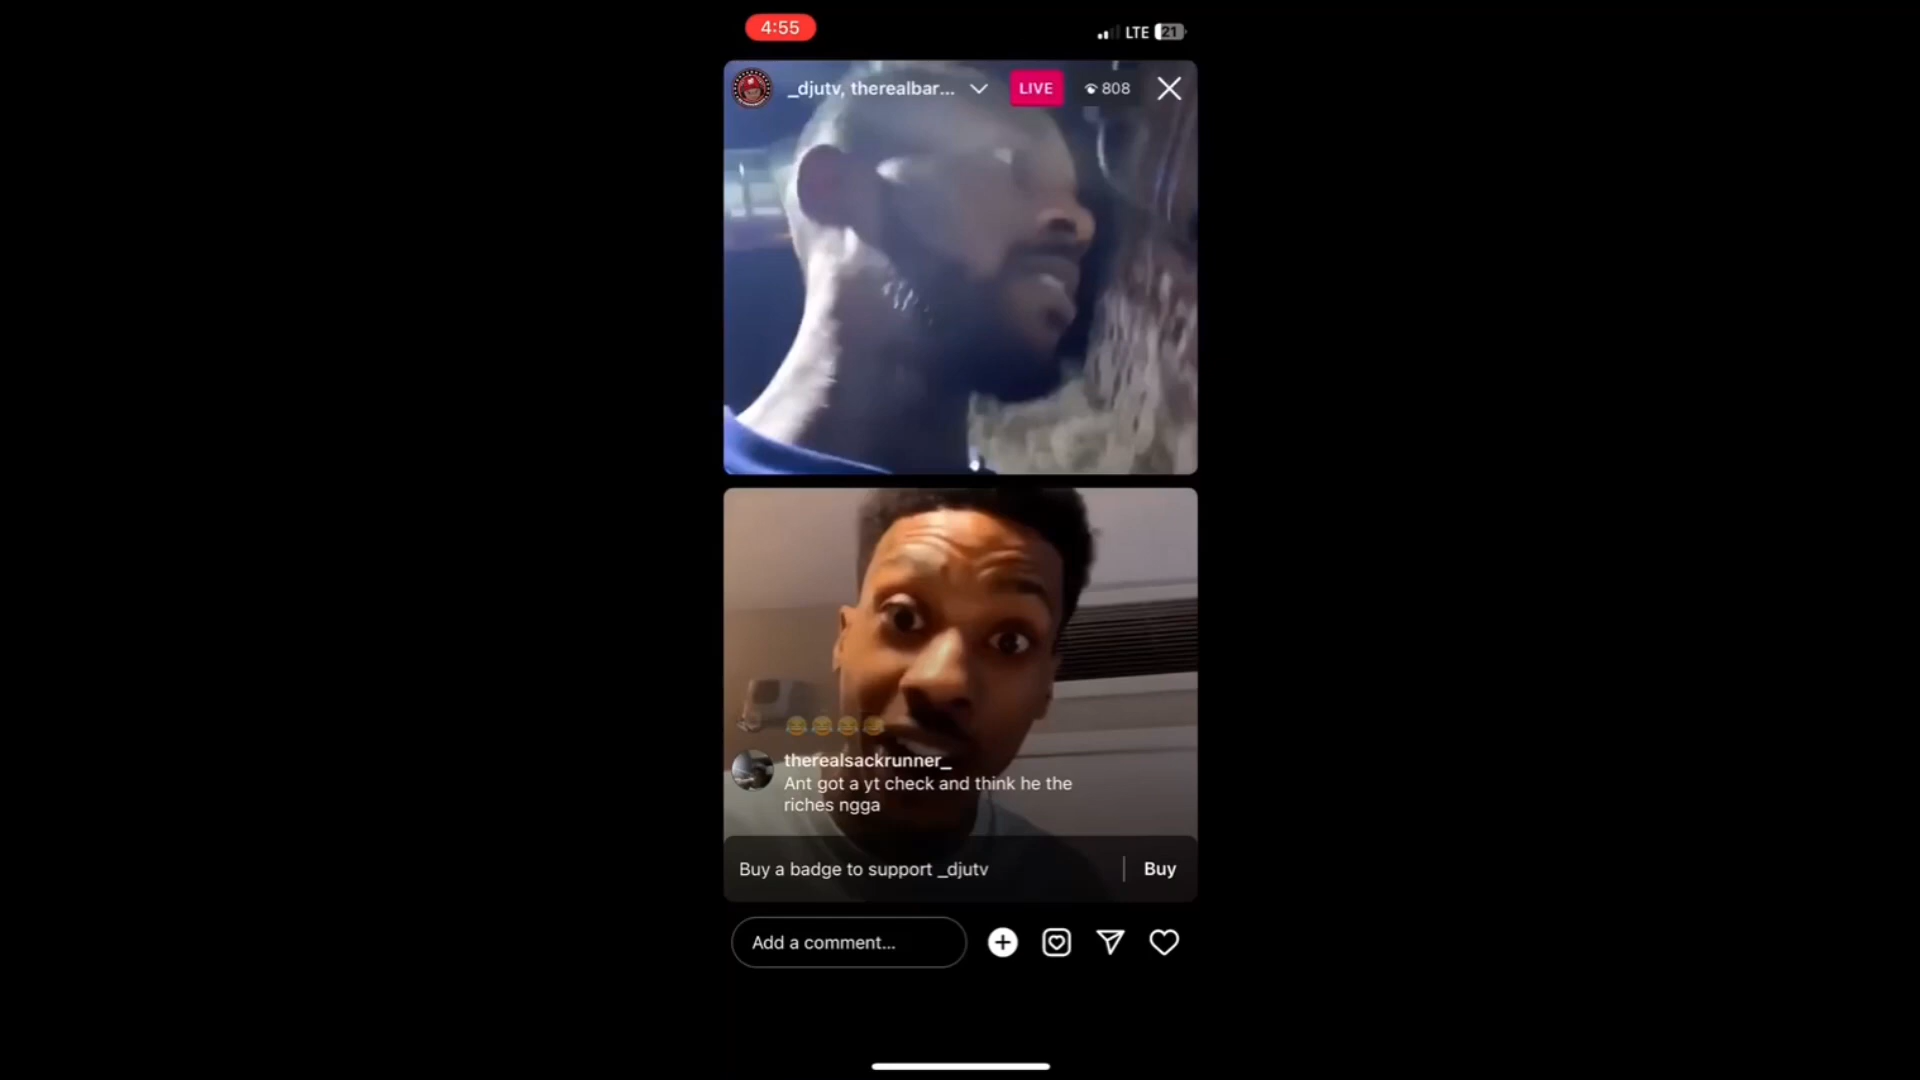 4:55
LTE 21
_djutv, therealbar...
LIVE
808
😂😂😂😂
therealsackrunner_
Ant got a yt check and think he the
riches ngga
Buy a badge to support _djutv
Buy
Add a comment...